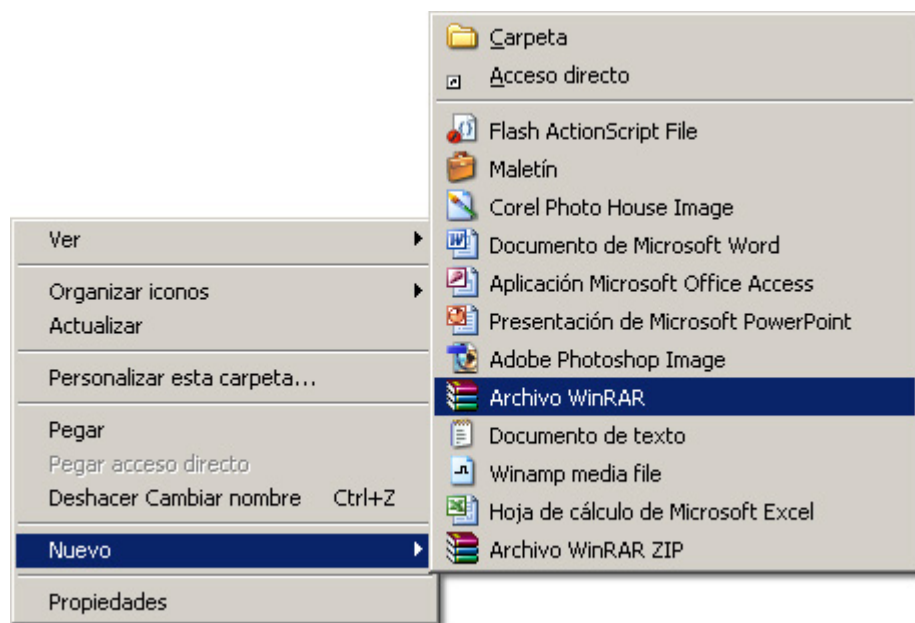 Ver
Organizar iconos
Actualizar
Personalizar esta carpeta...
Pegar
Pegar acceso directo
Deshacer Cambiar nombre Ctrl+Z
Nuevo
Propiedades
Carpeta
Acceso directo
Flash ActionScript File
Maletín
Corel Photo House Image
Documento de Microsoft Word
Aplicación Microsoft Office Access
Presentación de Microsoft PowerPoint
Adobe Photoshop Image
Archivo WinRAR
Documento de texto
Winamp media file
Hoja de cálculo de Microsoft Excel
Archivo WinRAR ZIP